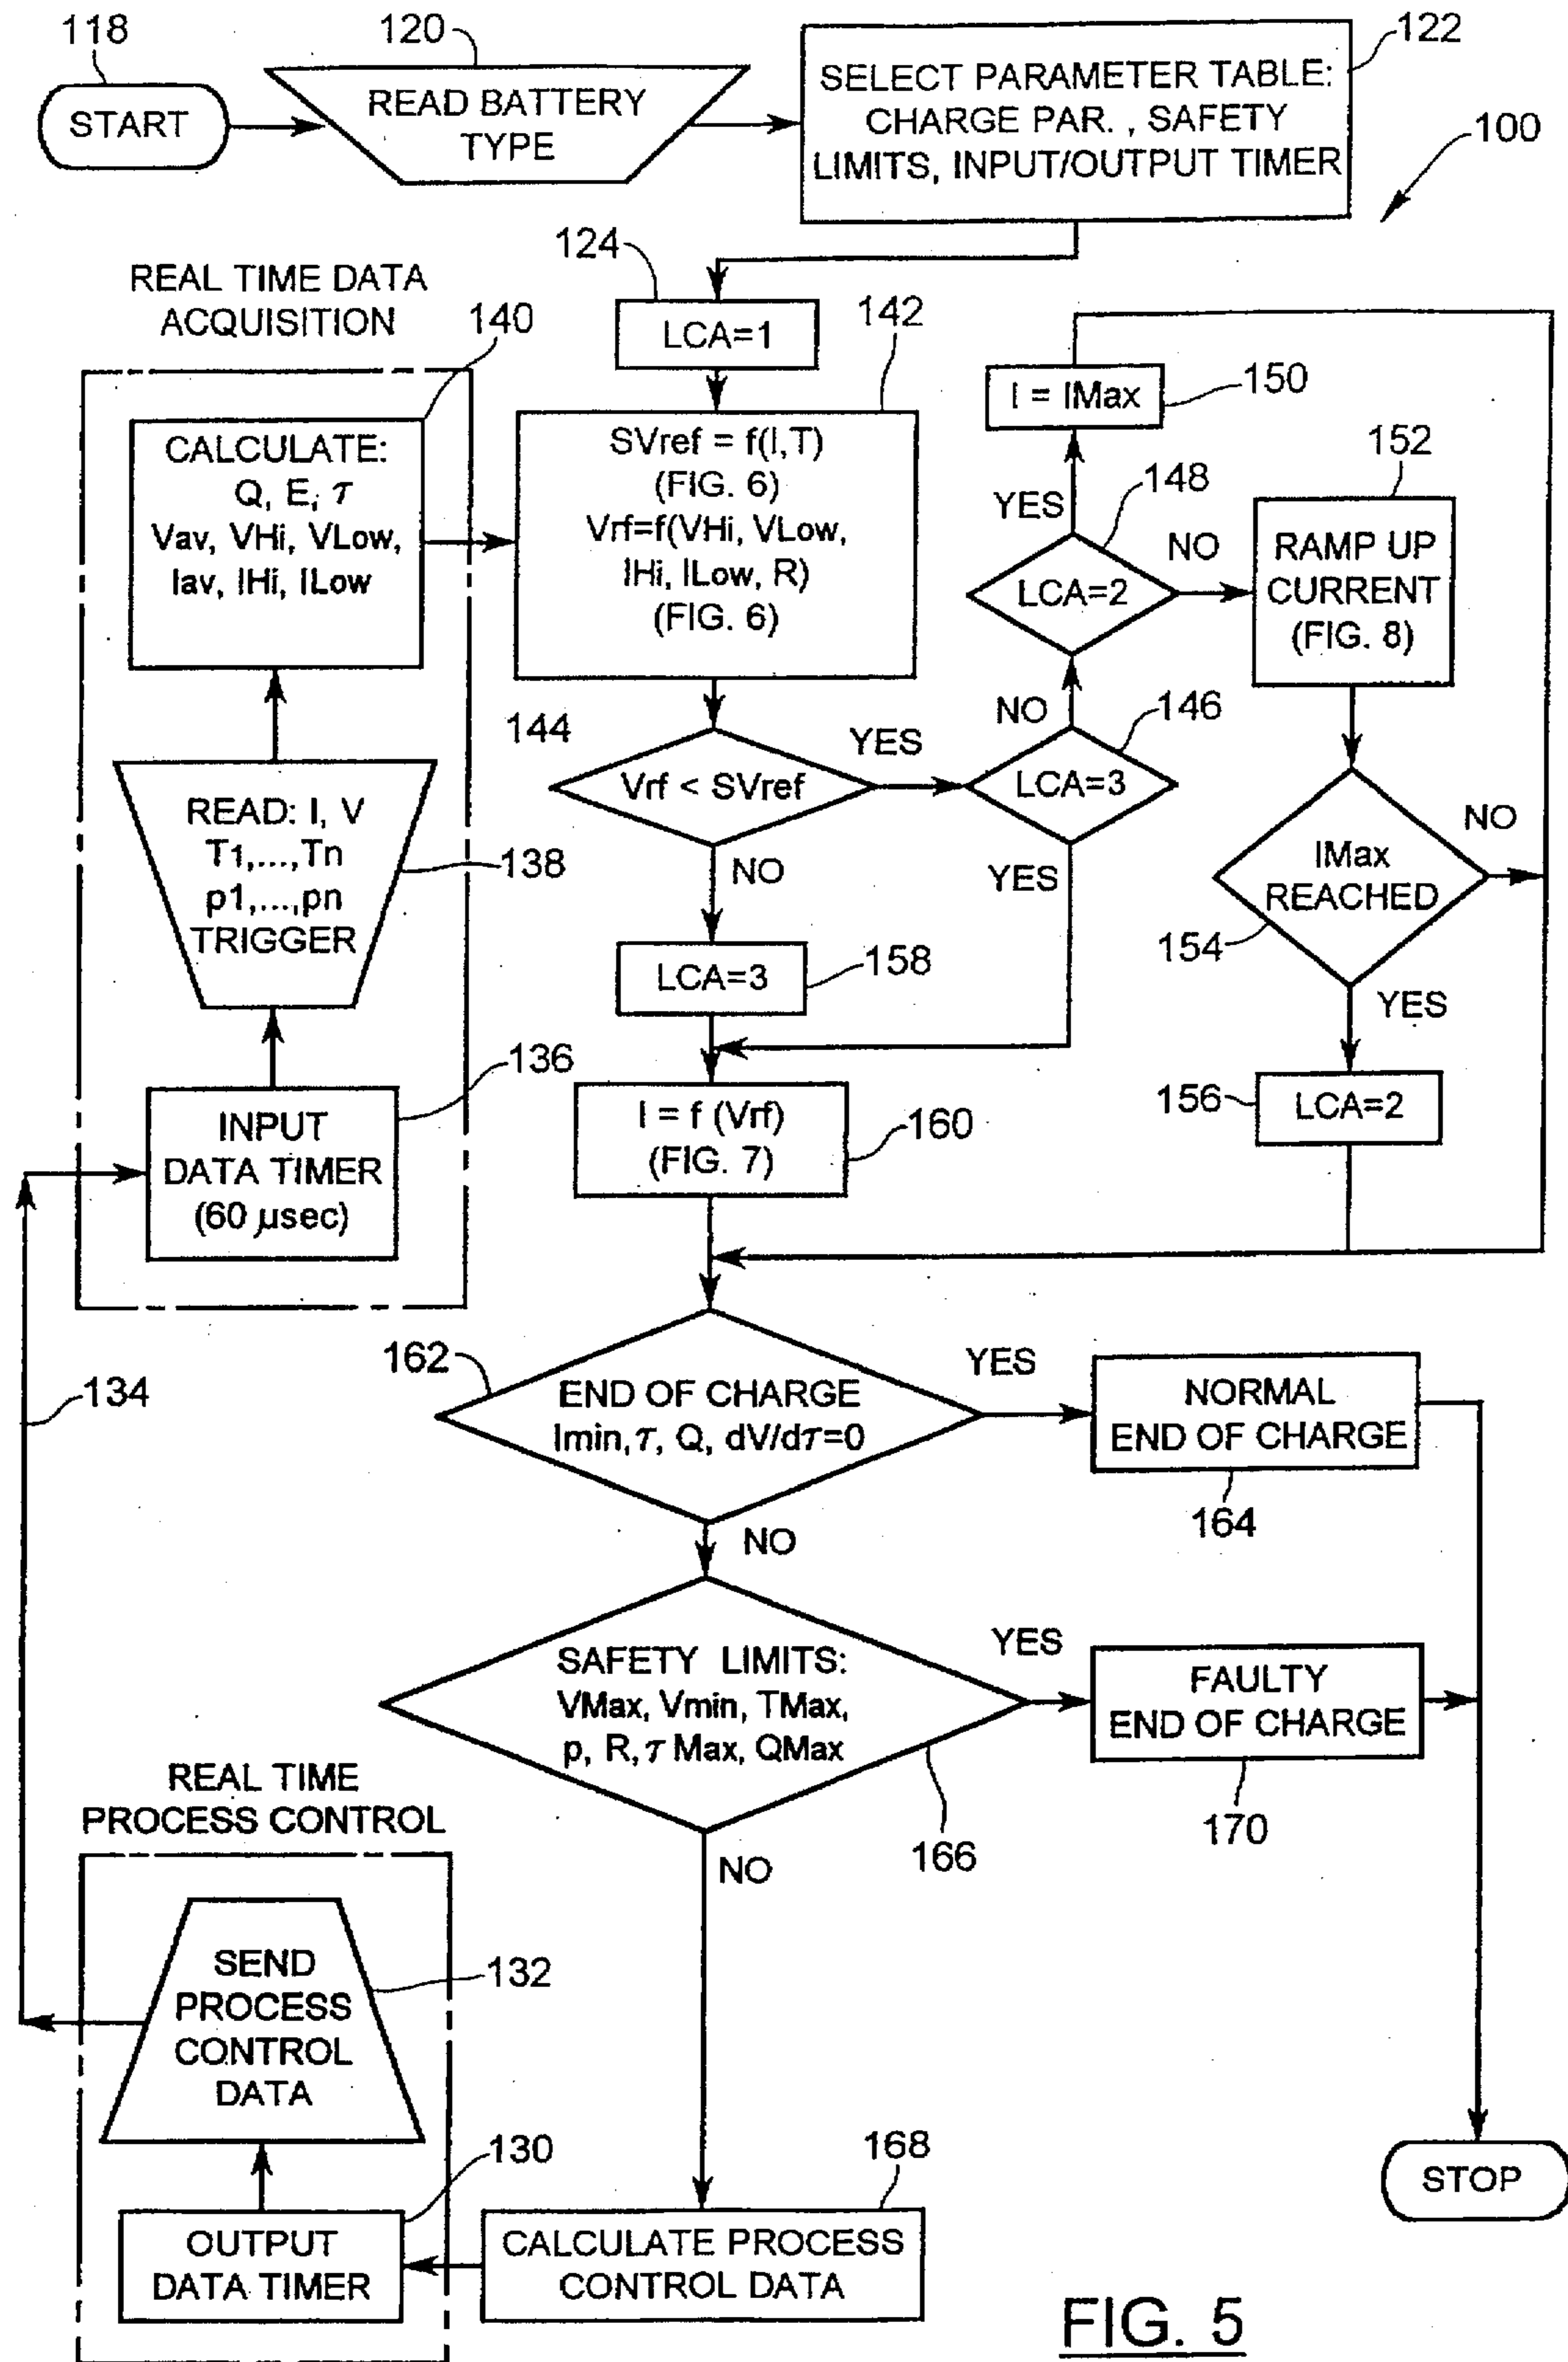 118
START
120
READ BATTERY
TYPE
122
SELECT PARAMETER TABLE:
CHARGE PAR. , SAFETY
LIMITS, INPUT/OUTPUT TIMER
100
124
LCA=1
REAL TIME DATA
ACQUISITION
140
CALCULATE:
Q, E, τ
Vav, VHi, VLow,
Iav, IHi, ILow
142
SVref = f(I,T)
(FIG. 6)
Vrf=f(VHi, VLow,
IHi, ILow, R)
(FIG. 6)
I = IMax
150
YES
148
LCA=2
NO
152
RAMP UP
CURRENT
(FIG. 8)
144
Vrf < SVref
YES
NO
146
LCA=3
YES
NO
READ: I, V
T1,...,Tn
p1,...,pn
TRIGGER
138
IMax
REACHED
NO
154
YES
LCA=3
158
136
INPUT
DATA TIMER
(60 µsec)
I = f (Vrf)
(FIG. 7)
160
156
LCA=2
134
162
END OF CHARGE
Imin, τ, Q, dV/dτ=0
YES
NORMAL
END OF CHARGE
164
NO
SAFETY LIMITS:
VMax, Vmin, TMax,
p, R, τ Max, QMax
YES
FAULTY
END OF CHARGE
170
166
NO
REAL TIME
PROCESS CONTROL
SEND
PROCESS
CONTROL
DATA
132
130
OUTPUT
DATA TIMER
168
CALCULATE PROCESS
CONTROL DATA
STOP
FIG. 5